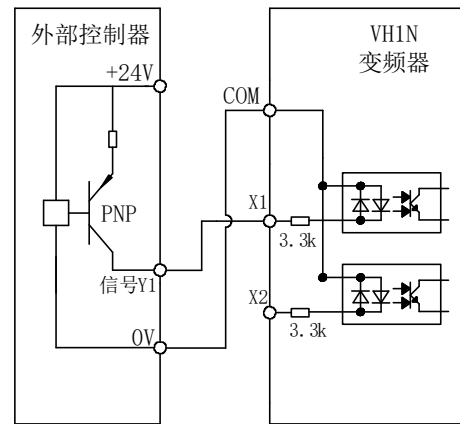 外部控制器
+24V
PNP
信号Y1
0V
VH1N
变频器
COM
X1
3.3k
X2
3.3k